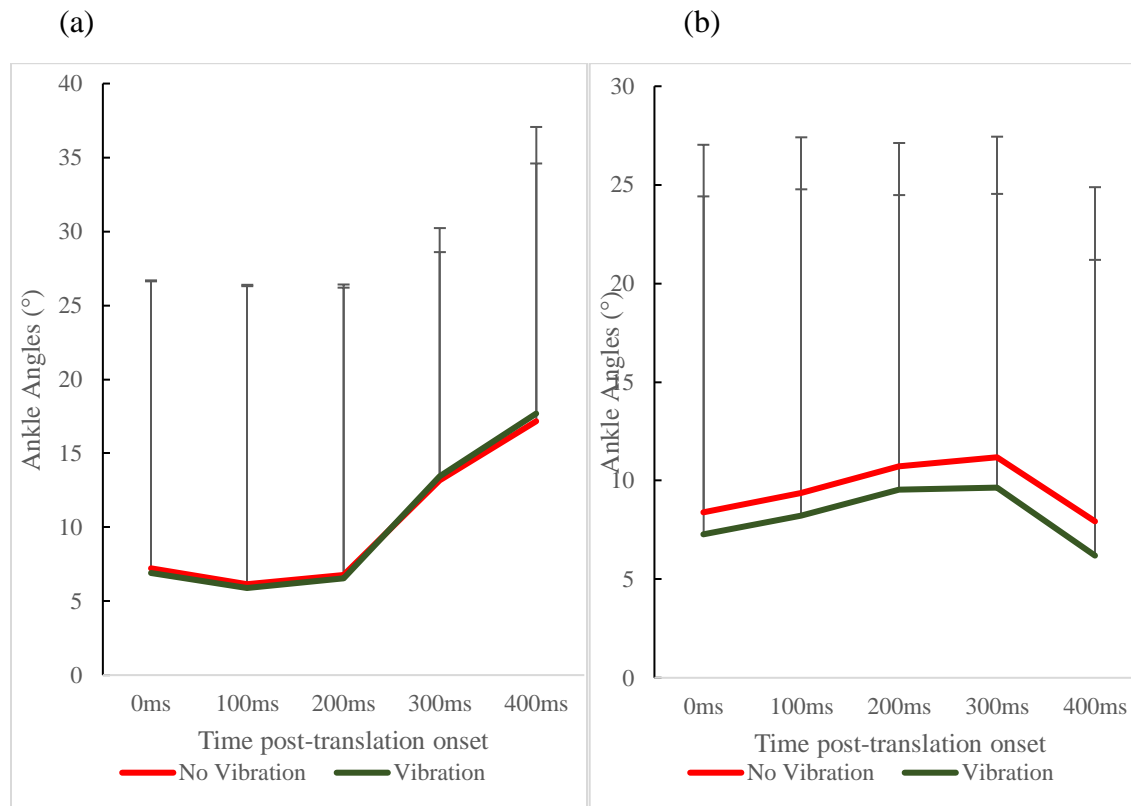 (a)
40
35
30
25
20
15
10
5
0
Ankle Angles (°)
0ms 100ms 200ms 300ms 400ms
Time post-translation onset
No Vibration Vibration
(b)
30
25
20
15
10
5
0
Ankle Angles (°)
0ms 100ms 200ms 300ms 400ms
Time post-translation onset
No Vibration Vibration